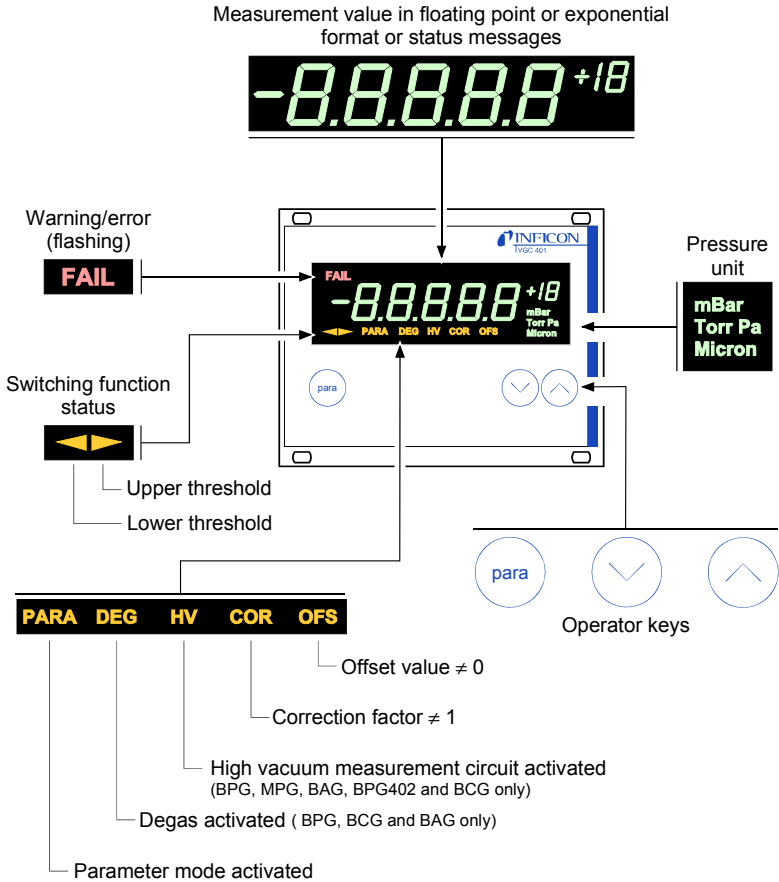 Measurement value in floating point or exponential
format or status messages
-8.8.8.8.8 +18
Warning/error
(flashing)
FAIL
INFICON
VGC 401
FAIL
-8.8.8.8.8 +18
mBar
Torr Pa
Micron
PARA DEG HV COR OFS
para
Pressure
unit
mBar
Torr Pa
Micron
Switching function
status
Upper threshold
Lower threshold
para
Operator keys
PARA DEG HV COR OFS
Offset value ≠ 0
Correction factor ≠ 1
High vacuum measurement circuit activated
(BPG, MPG, BAG, BPG402 and BCG only)
Degas activated ( BPG, BCG and BAG only)
Parameter mode activated